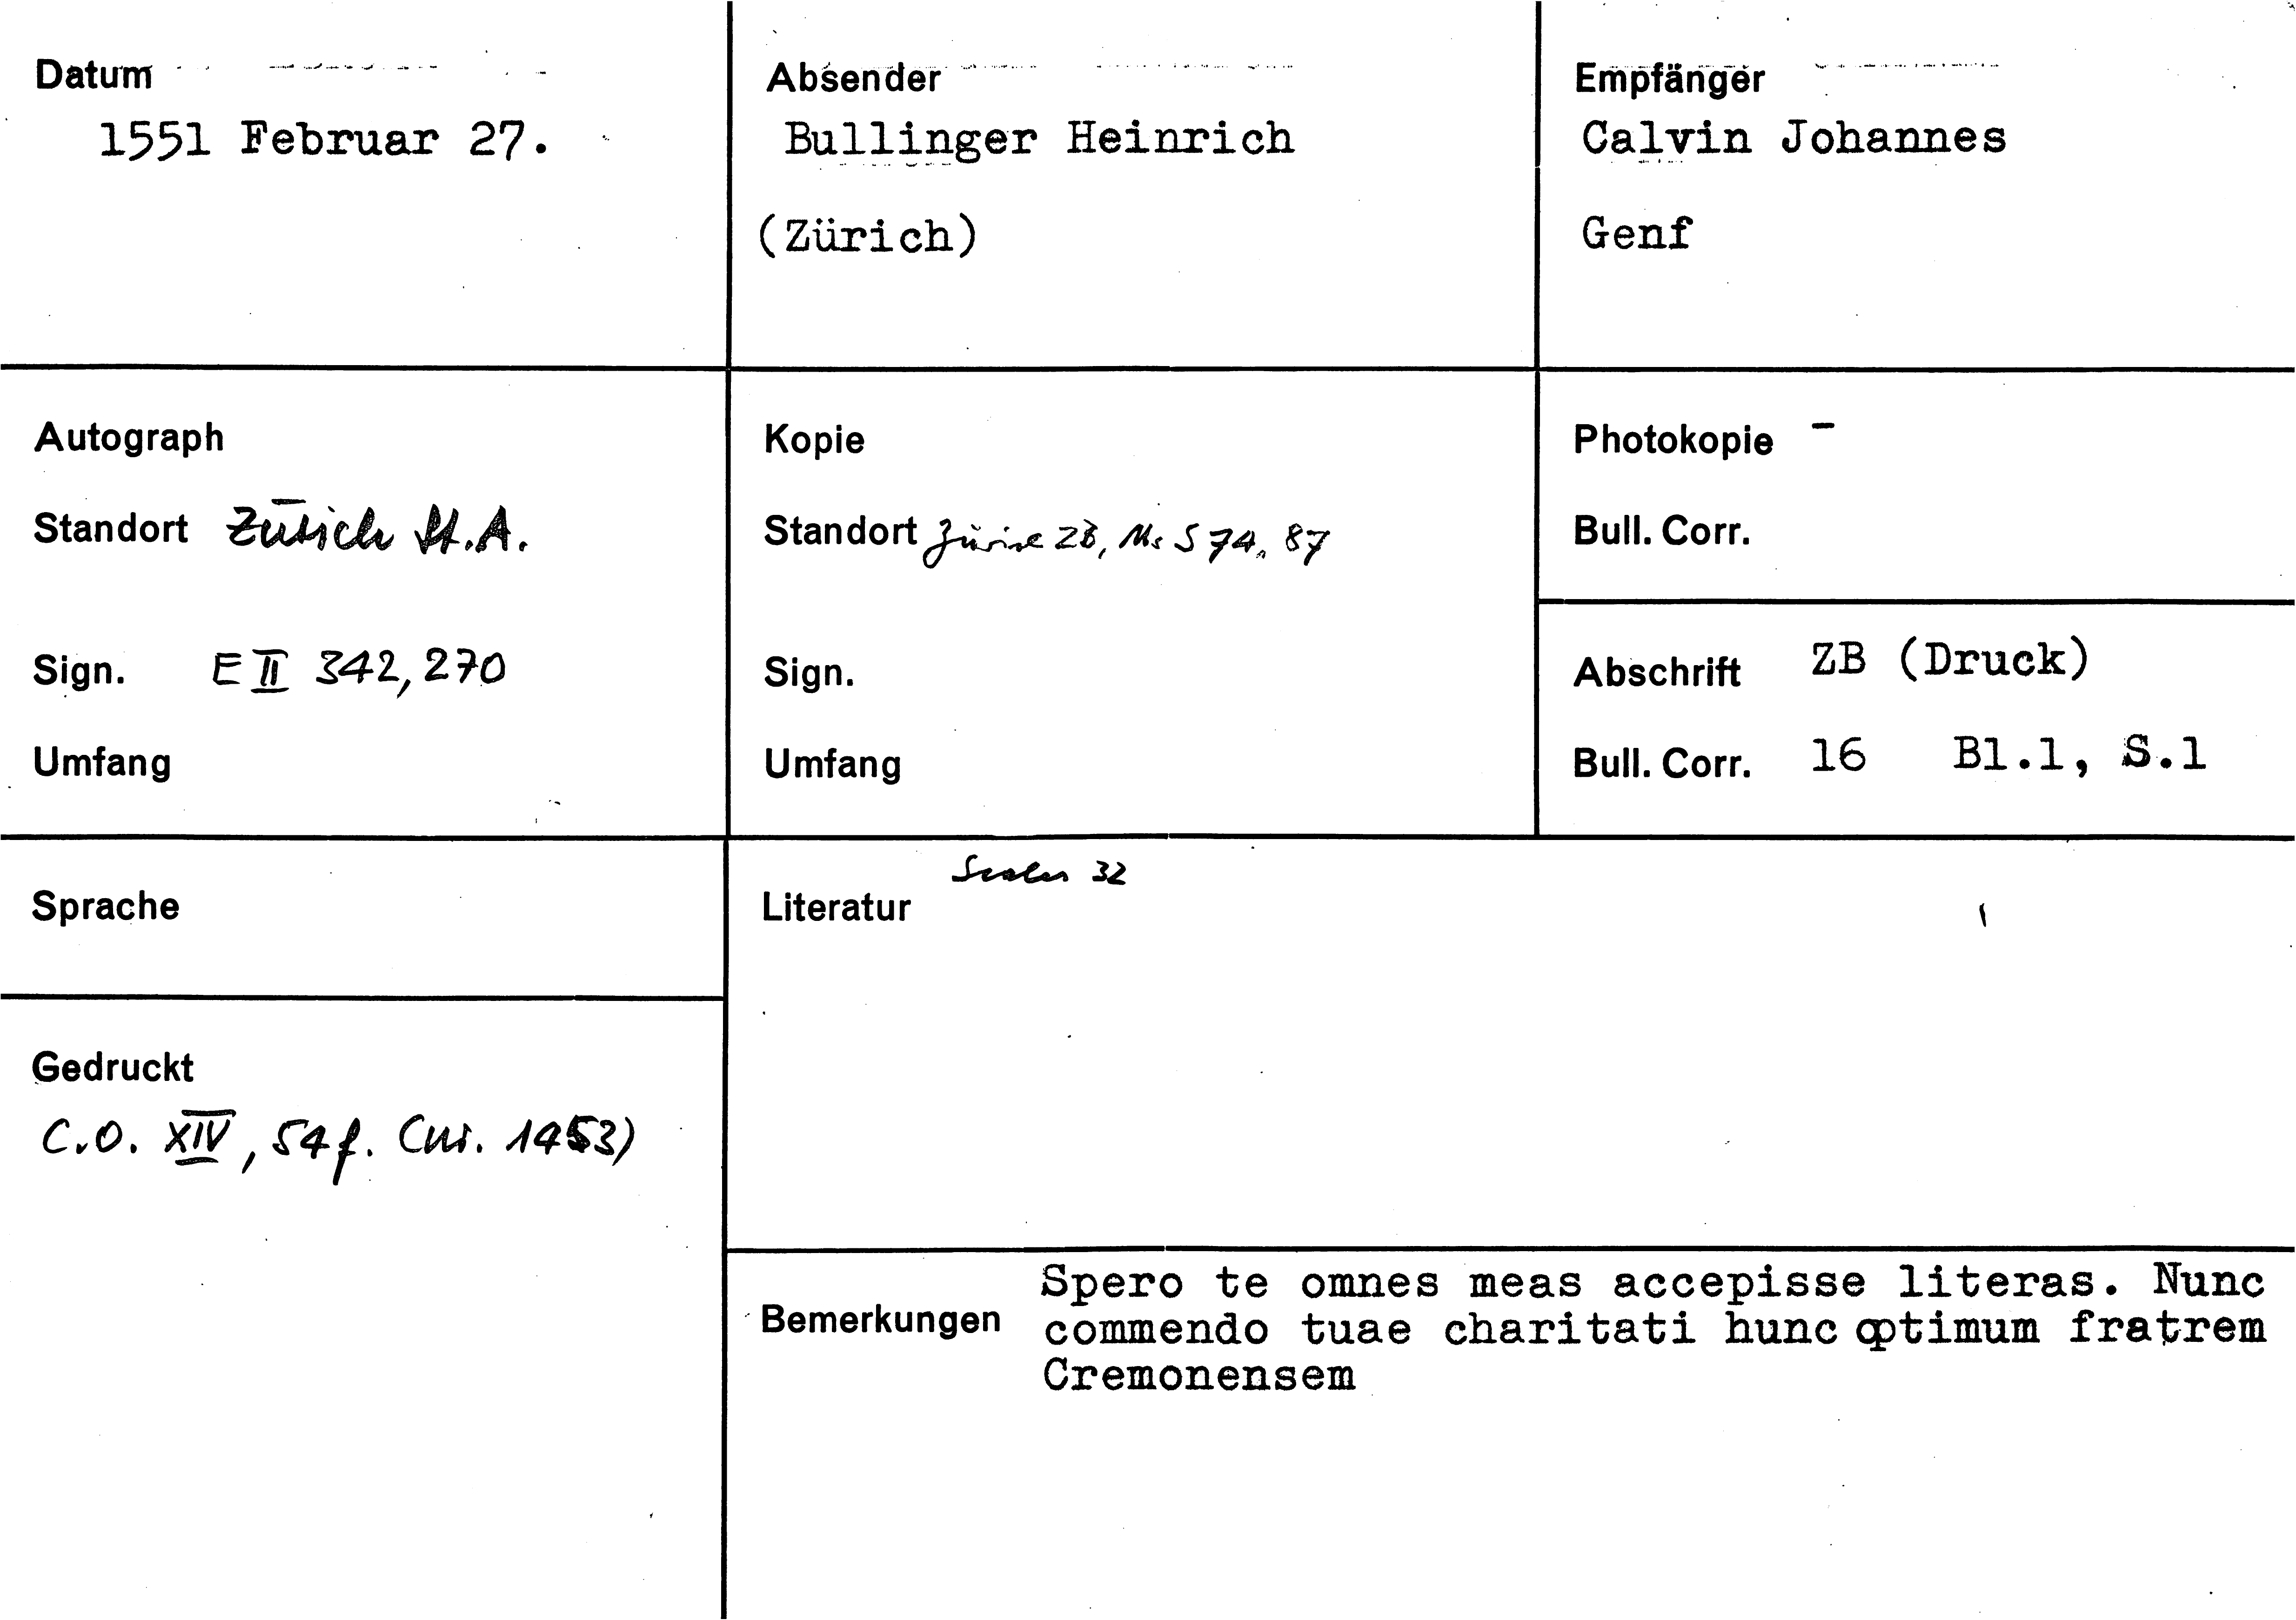 Datum
1551 Februar 27.
Absender
Bullinger Heinrich
(Zürich)
Empfänger
Calvin Johannes
Genf
Autograph
Standort Zürich St.A.
Sign. E II 342,270
Umfang
Kopie
Standort Zürich ZB, Ms S 74, 87
Sign.
Umfang
Photokopie -
Bull. Corr.
Abschrift ZB (Druck)
Bull. Corr. 16 Bl.1, S.1
Sprache
Gedruckt
C.O. XIV, 54f. (nr. 1453)
32
Literatur
Bemerkungen
Spero te omnes meas accepisse literas. Nunc
commendo tuae charitati hunc optimum fratrem
Cremonensem